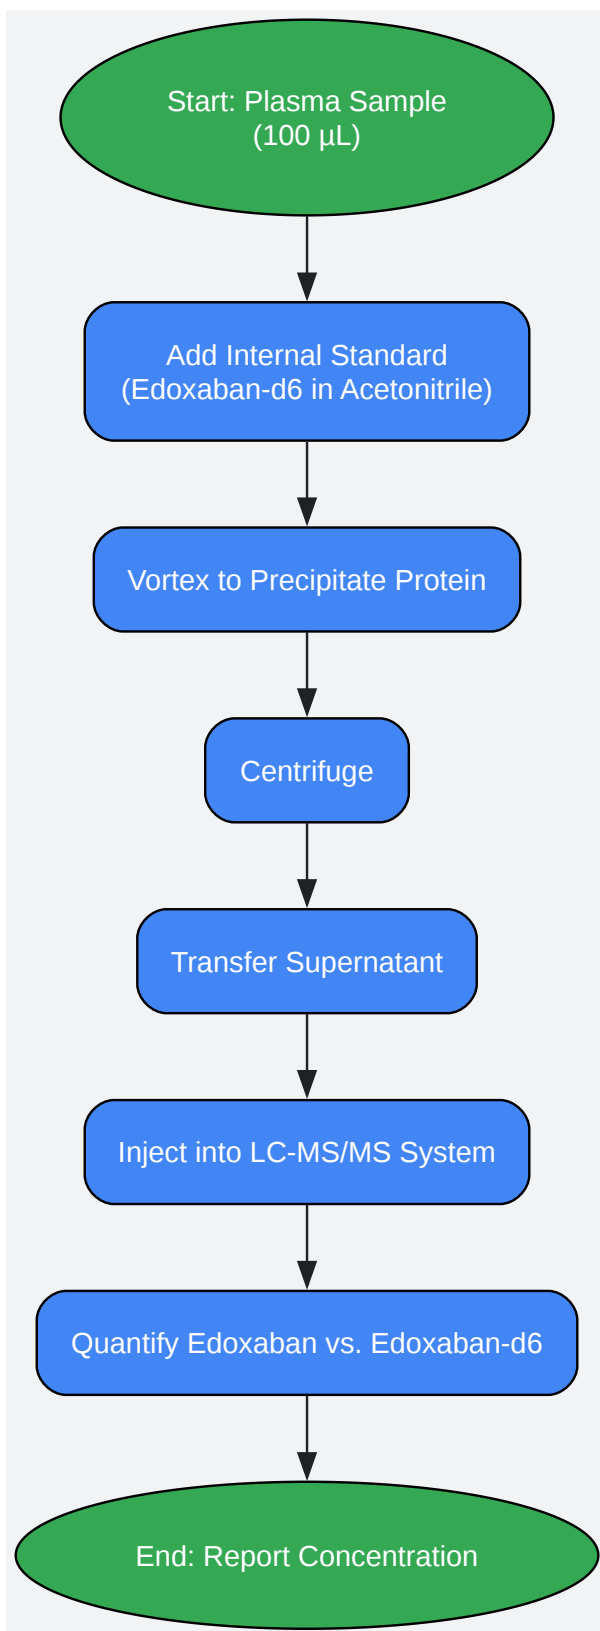 Start: Plasma Sample
(100 µL)
Add Internal Standard
(Edoxaban-d6 in Acetonitrile)
Vortex to Precipitate Protein
Centrifuge
Transfer Supernatant
Inject into LC-MS/MS System
Quantify Edoxaban vs. Edoxaban-d6
End: Report Concentration